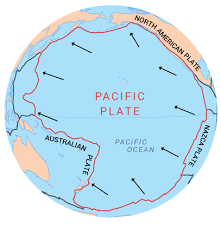 NORTH AMERICAN PLATE
PACIFIC
PLATE
PACIFIC
OCEAN
NAZCA PLATE
AUSTRALIAN
PLATE